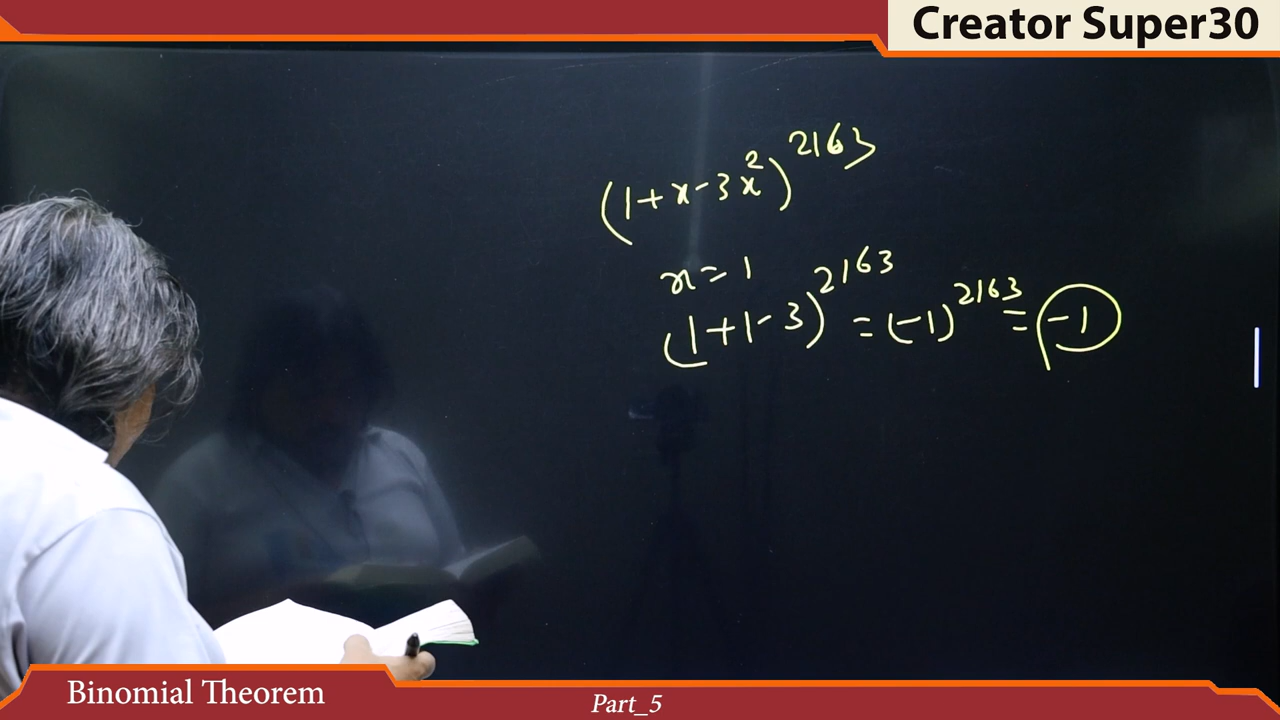 Creator Super30
(1+x-3x²)²¹⁶³
x=1
(1+1-3)²¹⁶³ = (-1)²¹⁶³ = -1
Binomial Theorem
Part_5